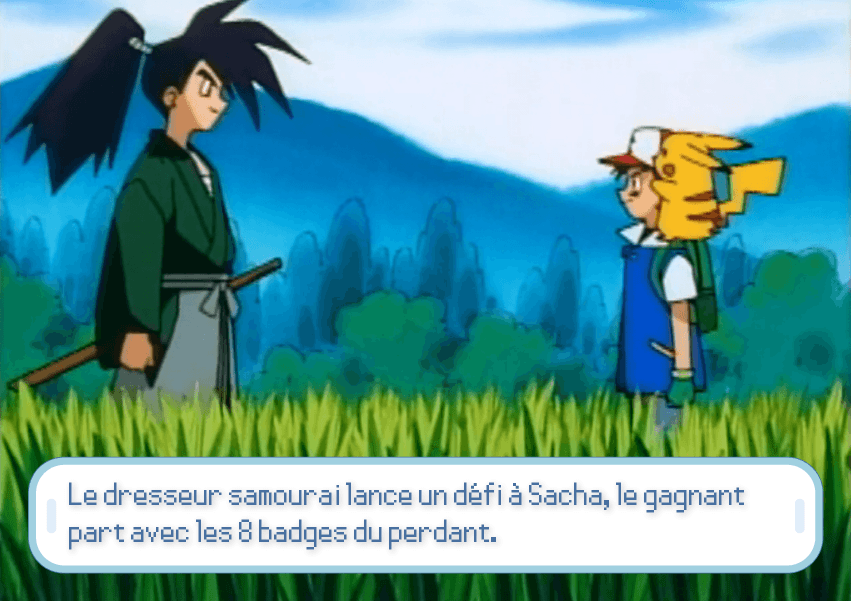 Le dresseur samourai lance un défi à Sacha, le gagnant
part avec les 8 badges du perdant.